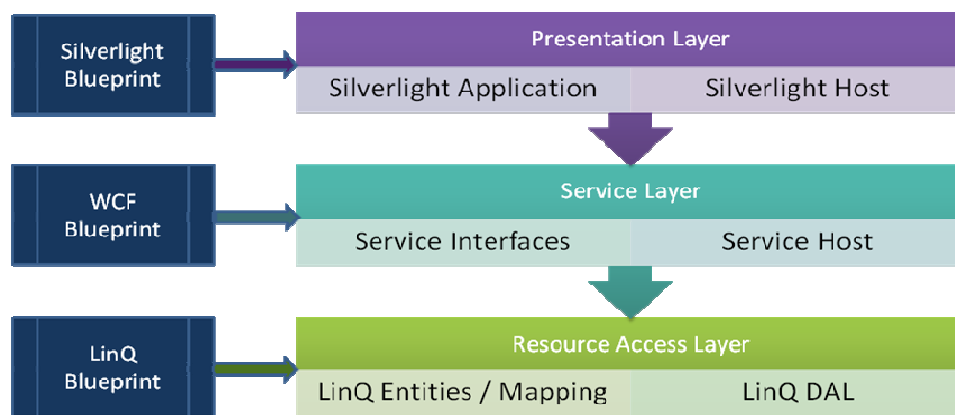 Silverlight
Blueprint
Presentation Layer
Silverlight Application
Silverlight Host
WCF
Blueprint
Service Layer
Service Interfaces
Service Host
LinQ
Blueprint
Resource Access Layer
LinQ Entities / Mapping
LinQ DAL